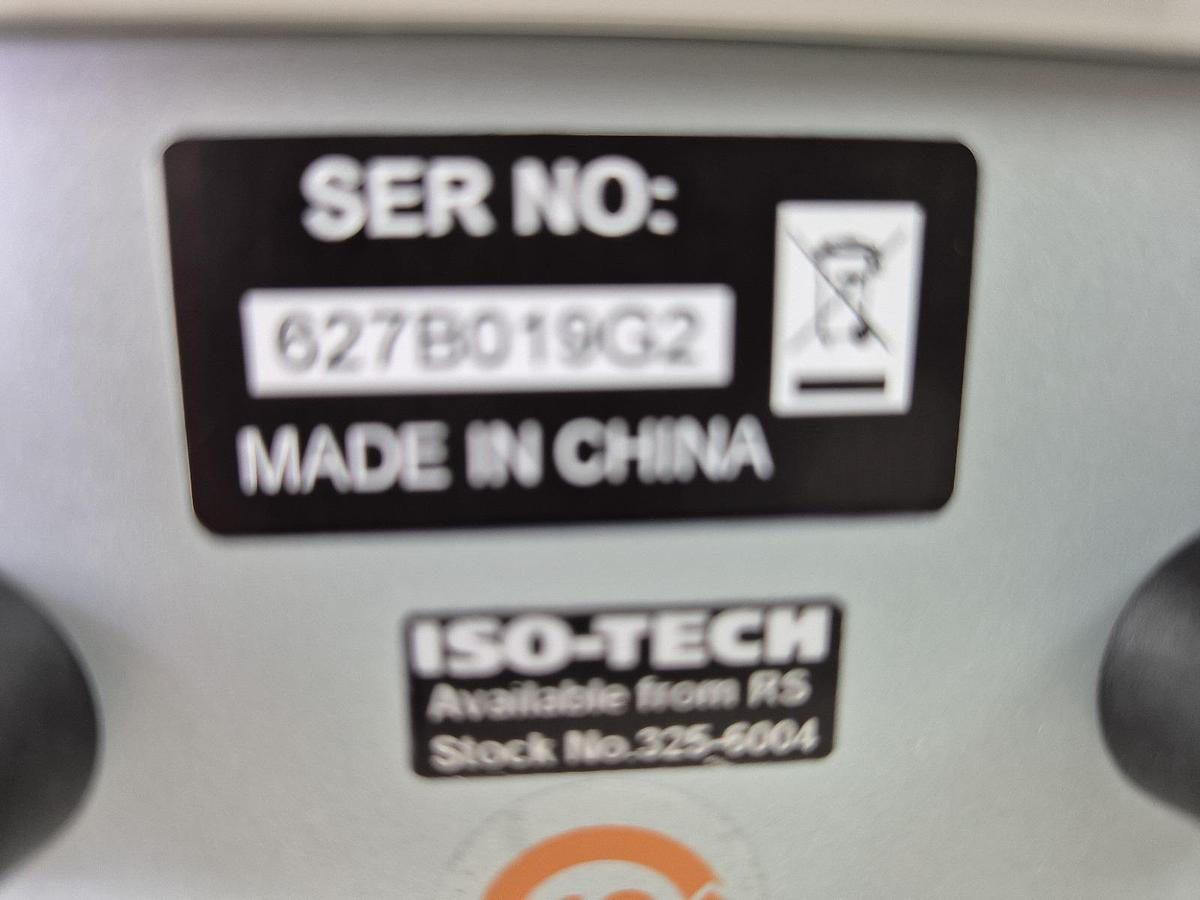 SER NO:
627B019G2
MADE IN CHINA
ISO-TECH
Available from RS
Stock No.325-6004